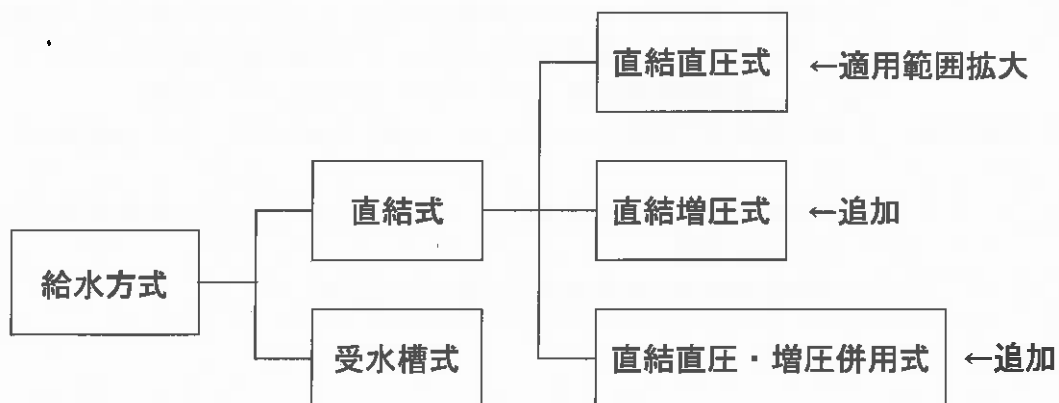 直結直圧式 ←適用範囲拡大
直結式
直結増圧式 ←追加
給水方式
受水槽式
直結直圧・増圧併用式 ←追加